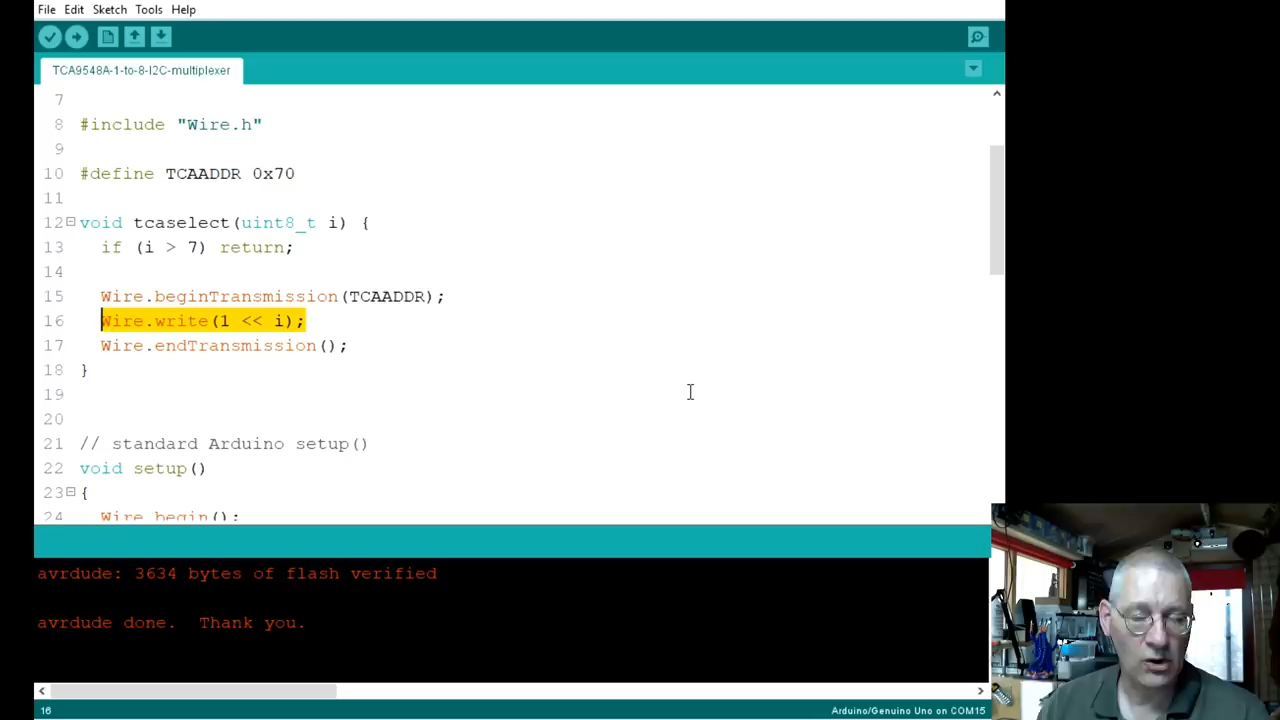 File Edit Sketch Tools Help
TCA9548A-1-to-8-I2C-multiplexer
7
8 #include "Wire.h"
9
10 #define TCAADDR 0x70
11
12 void tcaselect(uint8_t i) {
13 if (i > 7) return;
14
15 Wire.beginTransmission(TCAADDR);
16 Wire.write(1 << i);
17 Wire.endTransmission();
18 }
19
20
21 // standard Arduino setup()
22 void setup()
23 {
24 Wire.begin();
avrdude: 3634 bytes of flash verified
avrdude done. Thank you.
16 Arduino/Genuino Uno on COM15